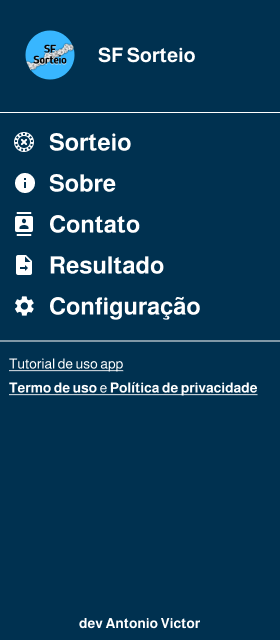 SF
Sorteio
SF Sorteio
Sorteio
Sobre
Contato
Resultado
Configuração
Tutorial de uso app
Termo de uso e Política de privacidade
dev Antonio Victor